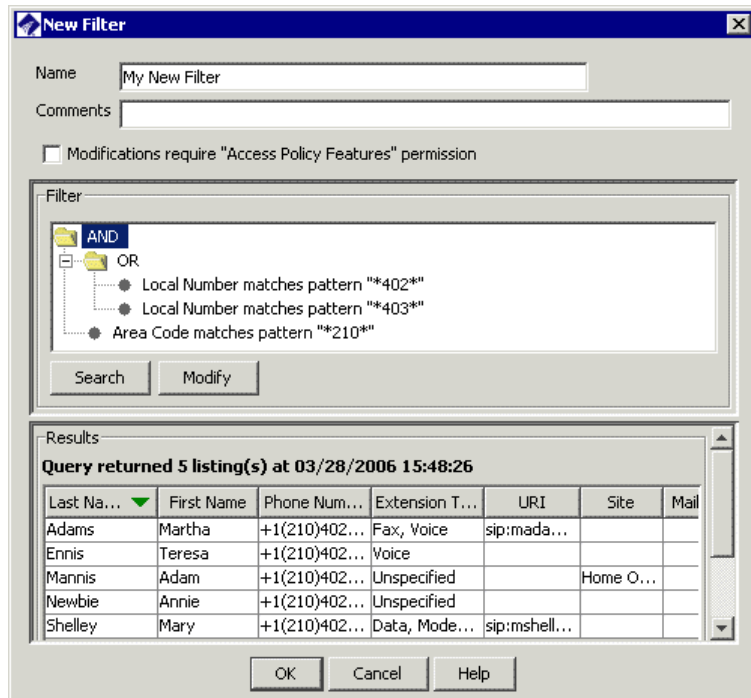 New Filter
Name My New Filter
Comments
Modifications require "Access Policy Features" permission
Filter
AND
OR
Local Number matches pattern "*402*"
Local Number matches pattern "*403*"
Area Code matches pattern "*210*"
Search Modify
Results
Query returned 5 listing(s) at 03/28/2006 15:48:26
Last Na... First Name Phone Num... Extension T... URI Site Mail
Adams Martha +1(210)402... Fax, Voice sip:mada...
Ennis Teresa +1(210)402... Voice
Mannis Adam +1(210)402... Unspecified Home O...
Newbie Annie +1(210)402... Unspecified
Shelley Mary +1(210)402... Data, Mode... sip:mshell...
OK Cancel Help